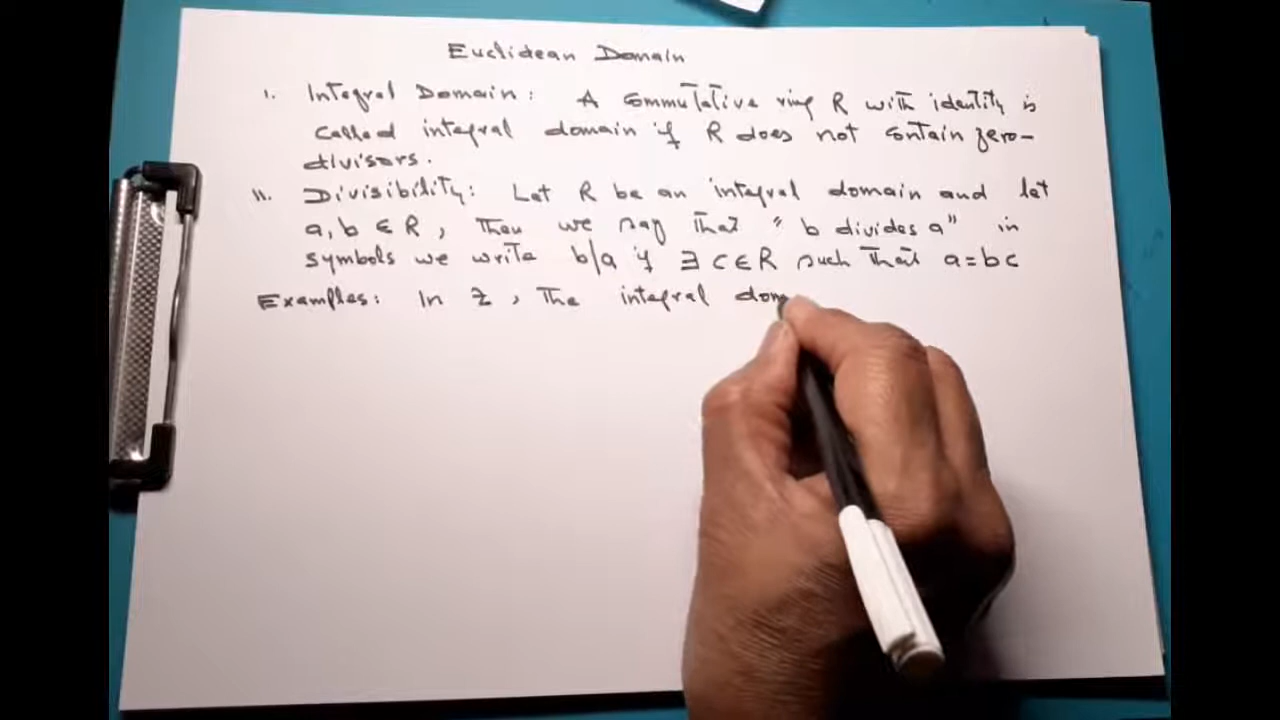 Euclidean Domain
I. Integral Domain: A commutative ring R with identity is
called integral domain if R does not contain zero-
divisors.
II. Divisibility: Let R be an integral domain and let
a, b ∈ R, Then we say that "b divides a" in
symbols we write b/a if ∃ c ∈ R such that a = bc
Examples: In Z, The integral dom